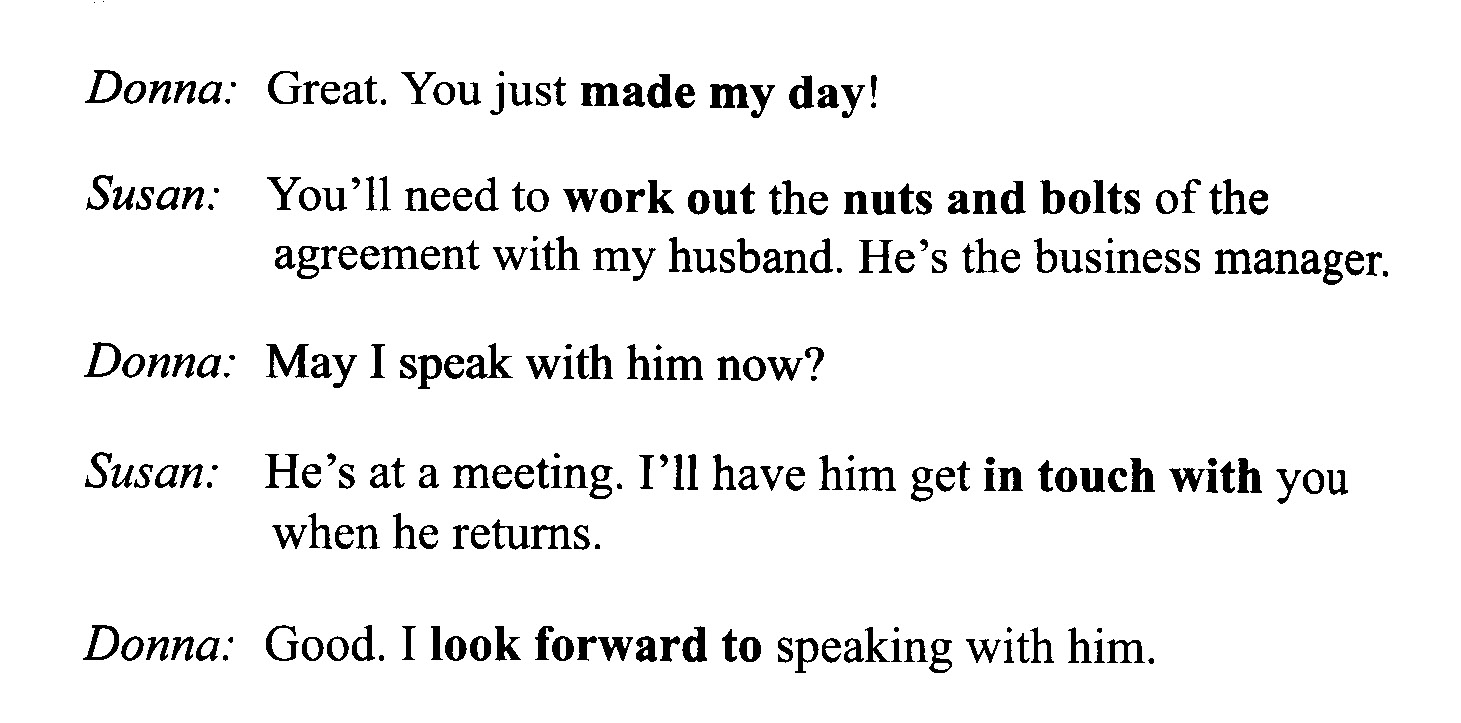 Donna: Great. You just made my day!
Susan: You'll need to work out the nuts and bolts of the
agreement with my husband. He's the business manager.
Donna: May I speak with him now?
Susan: He's at a meeting. I'll have him get in touch with you
when he returns.
Donna: Good. I look forward to speaking with him.